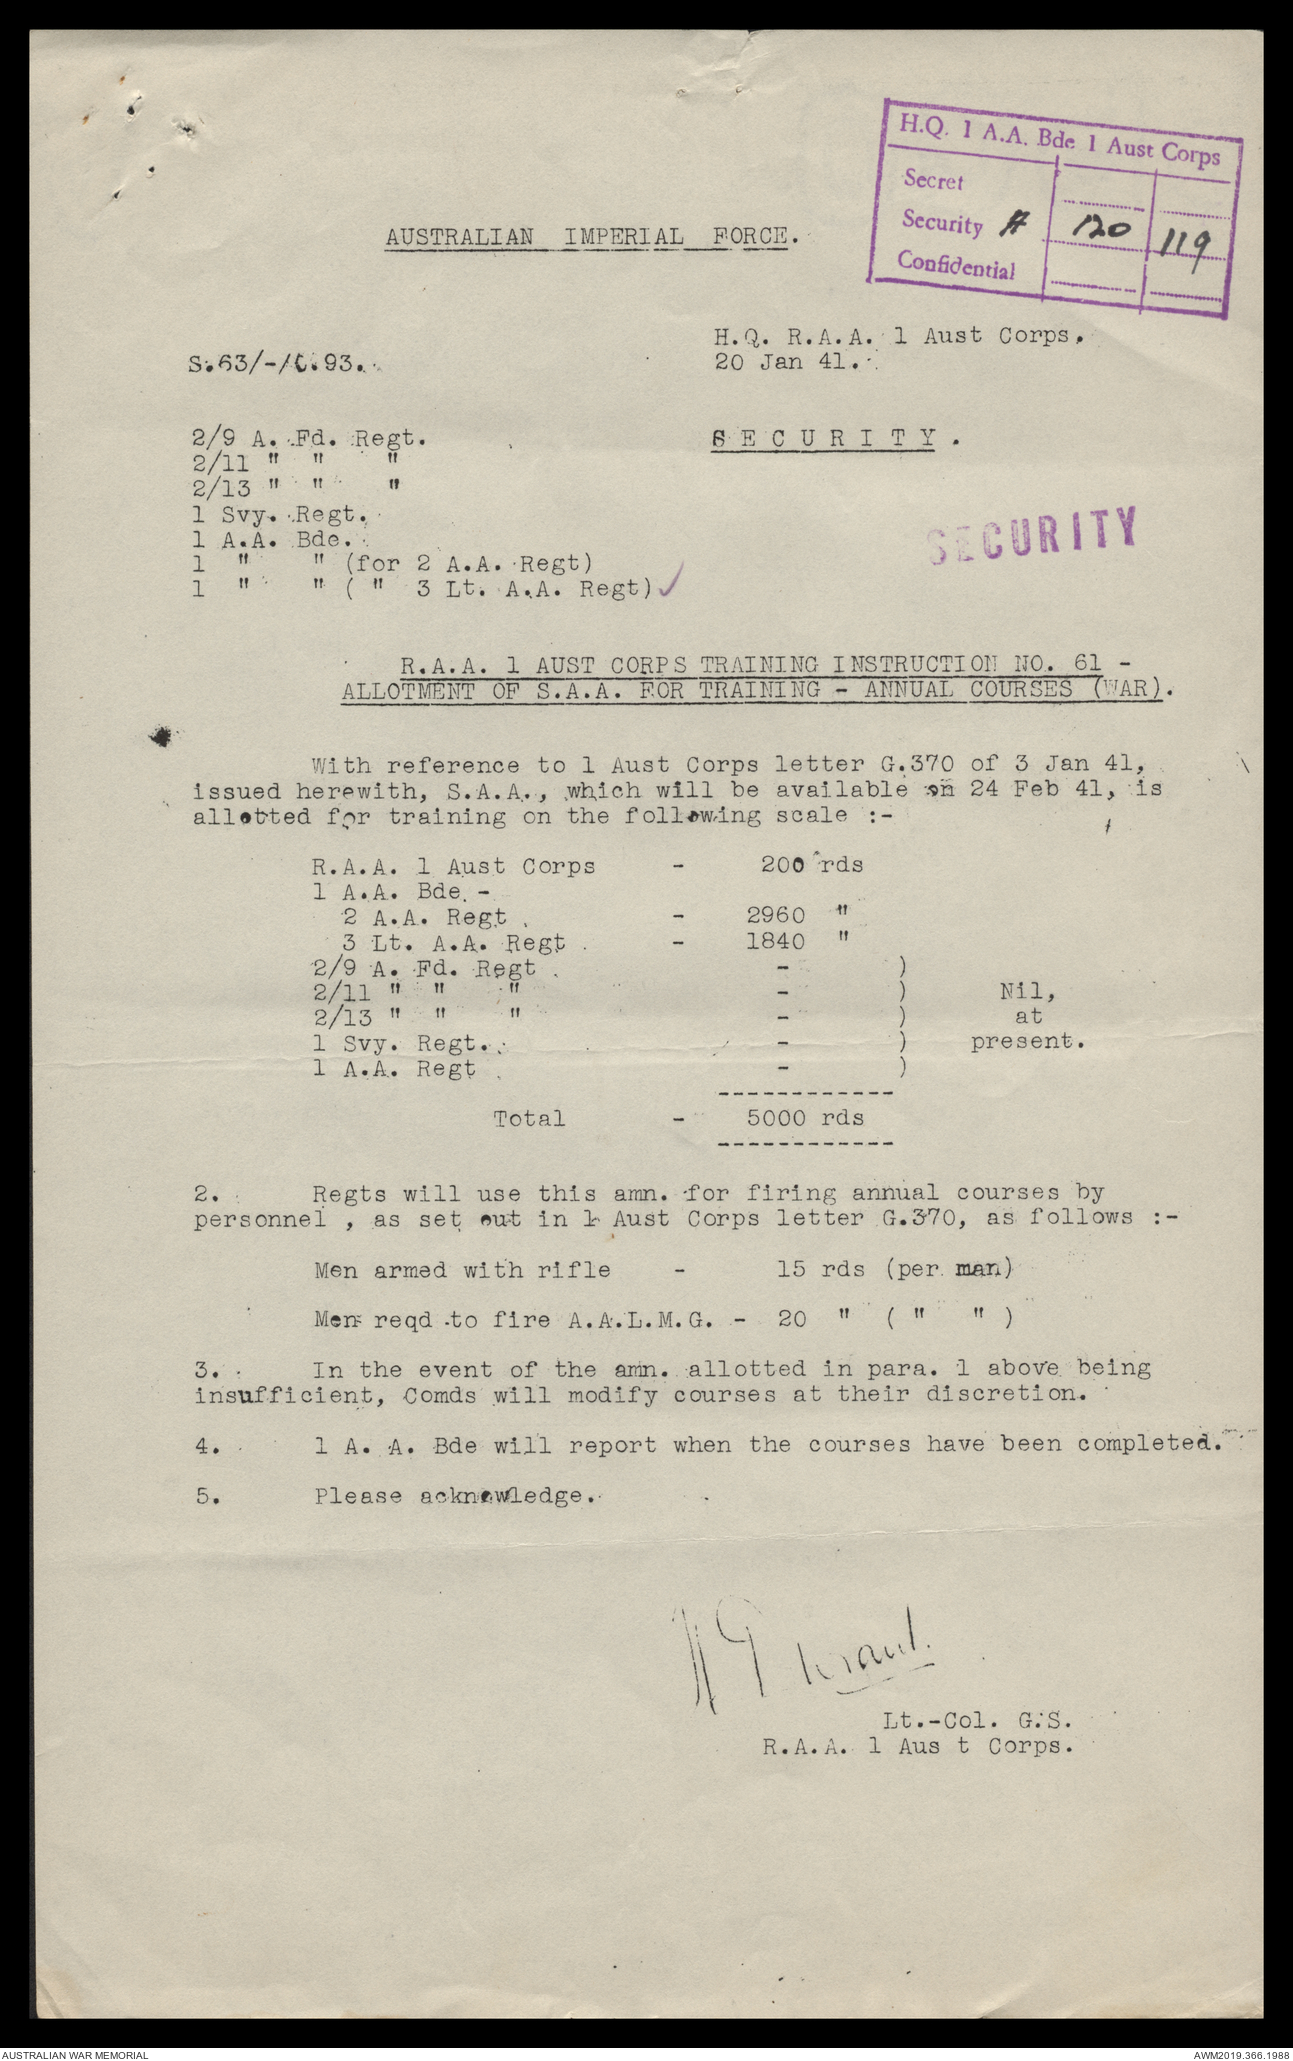 H.Q. 1 A.A. Bde 1 Aust Corps
Secret
Security # 120 119
Confidential
AUSTRALIAN IMPERIAL FORCE.
H.Q. R.A.A. 1 Aust Corps.
S.63/-/C.93. 20 Jan 41.
2/9 A. Fd. Regt. SECURITY.
2/11 " " "
2/13 " " "
1 Svy. Regt.
1 A.A. Bde. SECURITY
1 " " (for 2 A.A. Regt)
1 " " ( " 3 Lt. A.A. Regt) ✓
R.A.A. 1 AUST CORPS TRAINING INSTRUCTION NO. 61 -
ALLOTMENT OF S.A.A. FOR TRAINING - ANNUAL COURSES (WAR).
With reference to 1 Aust Corps letter G.370 of 3 Jan 41,
issued herewith, S.A.A., which will be available on 24 Feb 41, is
allotted for training on the following scale :-
R.A.A. 1 Aust Corps - 200 rds
1 A.A. Bde. -
2 A.A. Regt. - 2960 "
3 Lt. A.A. Regt. - 1840 "
2/9 A. Fd. Regt. - )
2/11 " " " - ) Nil,
2/13 " " " - ) at
1 Svy. Regt. - ) present.
1 A.A. Regt. - )
------------
Total - 5000 rds
------------
2. Regts will use this amn. for firing annual courses by
personnel , as set out in 1 Aust Corps letter G.370, as follows :-
Men armed with rifle - 15 rds (per man)
Men reqd to fire A.A.L.M.G. - 20 " ( " " )
3. In the event of the amn. allotted in para. 1 above being
insufficient, Comds will modify courses at their discretion.
4. 1 A. A. Bde will report when the courses have been completed.
5. Please acknowledge.
Lt.-Col. G.S.
R.A.A. 1 Aus t Corps.
AUSTRALIAN WAR MEMORIAL AWM2019.366.1988